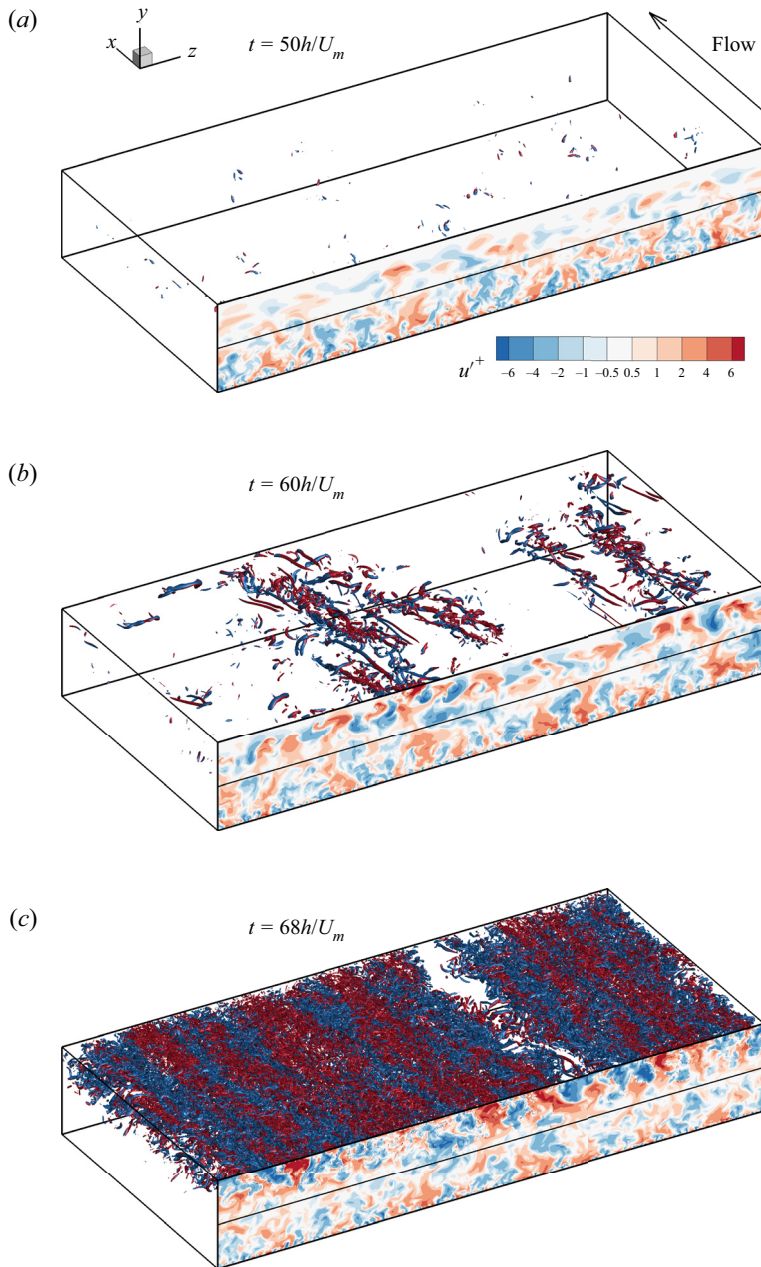 (a)
y
x
z
t = 50h/U_m
Flow
u′⁺
–6 –4 –2 –1 –0.5 0.5 1 2 4 6
(b)
t = 60h/U_m
(c)
t = 68h/U_m